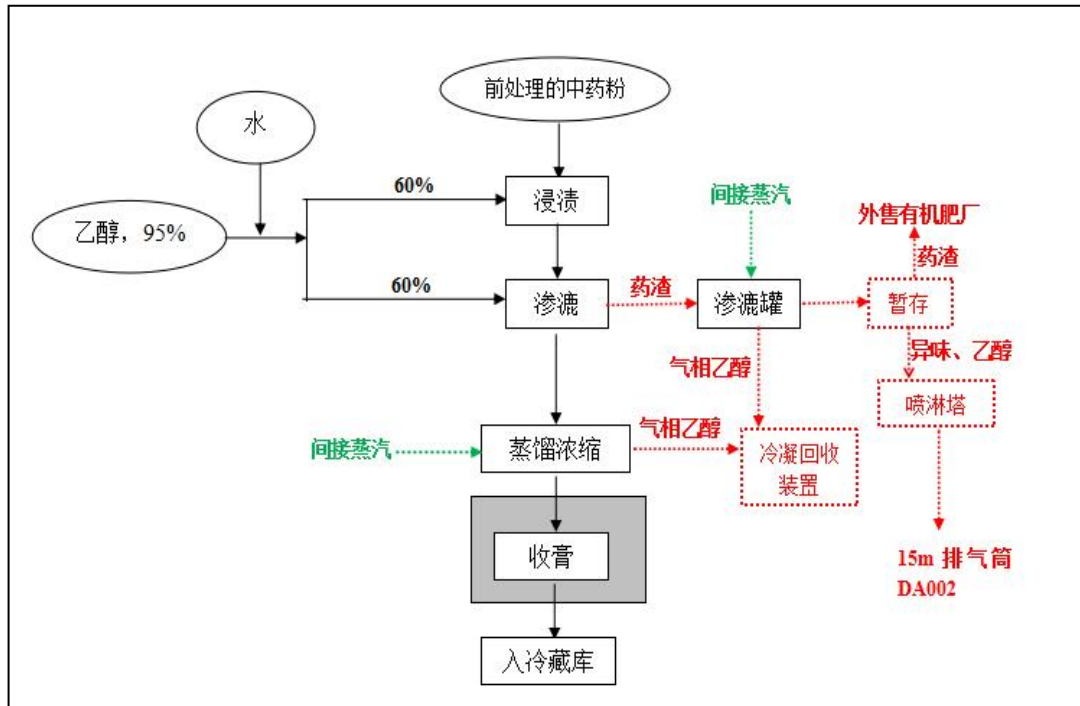 前处理的中药粉
水
乙醇，95%
60%
浸渍
60%
渗漉
药渣
间接蒸汽
渗漉罐
外售有机肥厂
药渣
暂存
异味、乙醇
喷淋塔
气相乙醇
间接蒸汽
蒸馏浓缩
气相乙醇
冷凝回收
装置
收膏
15m 排气筒
DA002
入冷藏库